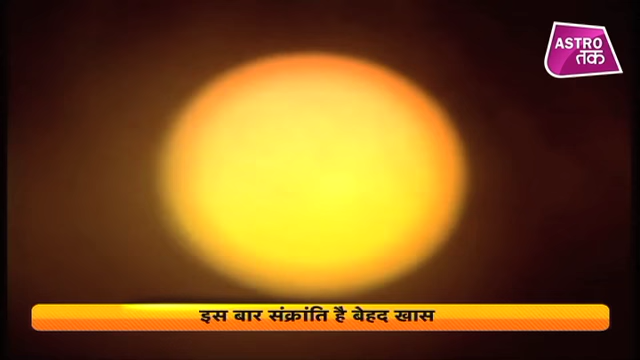 ASTRO
तक
इस बार संक्रांति है बेहद खास